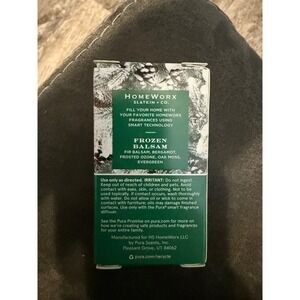 HOMEWORX
SLATKIN + CO.
FILL YOUR HOME WITH
YOUR FAVORITE HOMEWORX
FRAGRANCES USING
SMART TECHNOLOGY
FROZEN
BALSAM
FIR BALSAM, BERGAMOT,
FROSTED OZONE, OAK MOSS,
EVERGREEN
Use only as directed. IRRITANT: Do not ingest
Keep out of reach of children and pets. Avoid
contact with eyes, skin, or clothing. Not to be
used topically. If contact occurs, wash thoroughly
with water. Do not allow oil or wick to come in
contact with furniture, oils may damage finished
surfaces. Use only with the Pura® smart fragrance
diffuser.
See the Pura Promise on pura.com for more on
how we're creating safe products and fragrances
for your entire family.
Manufactured for HS HomeWorx LLC
by Pura Scents, Inc.
Pleasant Grove, UT 84062
pura.com/recycle